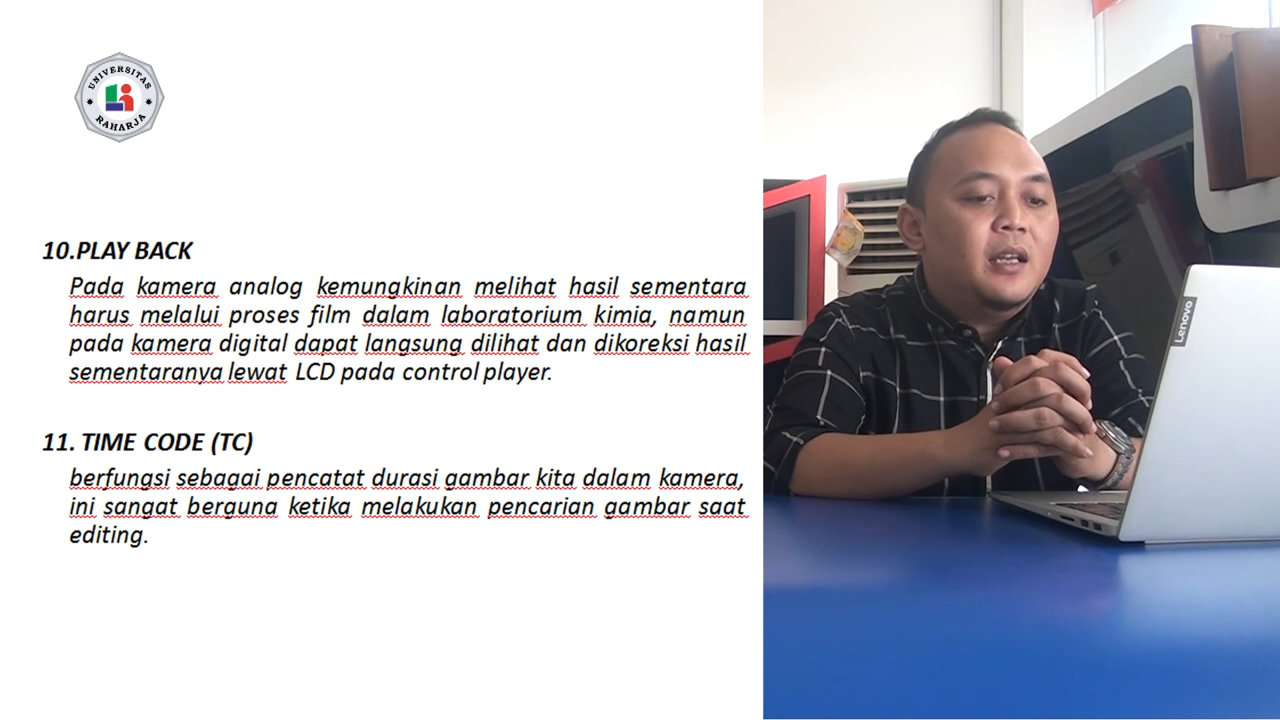 UNIVERSITAS
RAHARJA
10.PLAY BACK
Pada kamera analog kemungkinan melihat hasil sementara
harus melalui proses film dalam laboratorium kimia, namun
pada kamera digital dapat langsung dilihat dan dikoreksi hasil
sementaranya lewat LCD pada control player.
11. TIME CODE (TC)
berfungsi sebagai pencatat durasi gambar kita dalam kamera,
ini sangat berguna ketika melakukan pencarian gambar saat
editing.
Lenovo